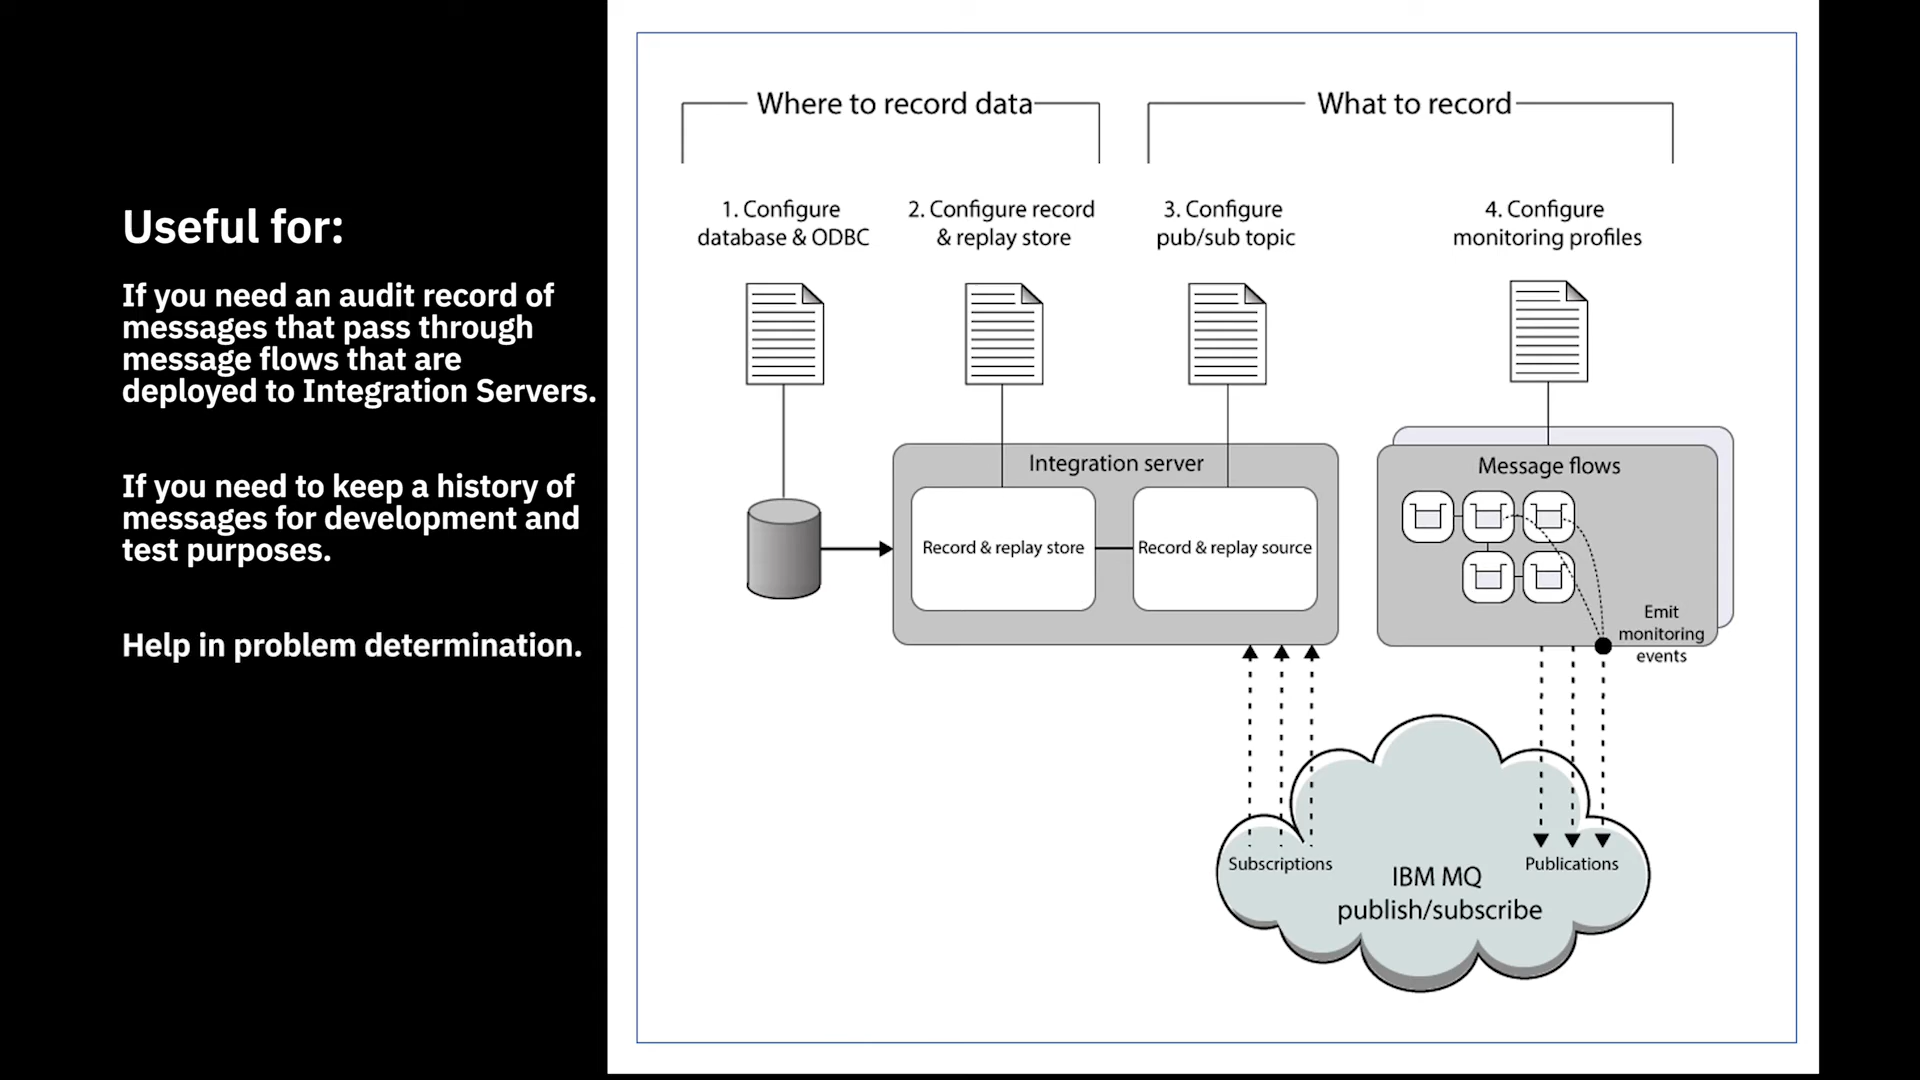 Useful for:
If you need an audit record of
messages that pass through
message flows that are
deployed to Integration Servers.
If you need to keep a history of
messages for development and
test purposes.
Help in problem determination.
Where to record data
What to record
1. Configure
database & ODBC
2. Configure record
& replay store
3. Configure
pub/sub topic
4. Configure
monitoring profiles
Integration server
Record & replay store
Record & replay source
Message flows
Emit
monitoring
events
Subscriptions
Publications
IBM MQ
publish/subscribe